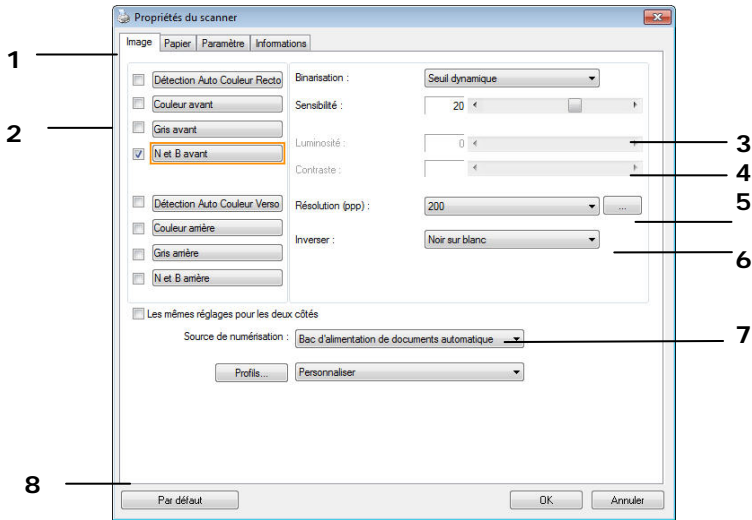 Propriétés du scanner
Image Papier Paramètre Informations
1
Détection Auto Couleur Recto Binarisation : Seuil dynamique
Couleur avant Sensibilité : 20
2
Gris avant
Luminosité : 0 3
N et B avant
Contraste : 4
Détection Auto Couleur Verso Résolution (ppp) : 200 ... 5
Couleur arrière
Inverser : Noir sur blanc
Gris arrière 6
N et B arrière
Les mêmes réglages pour les deux côtés
Source de numérisation : Bac d'alimentation de documents automatique 7
Profils... Personnaliser
8
Par défaut OK Annuler